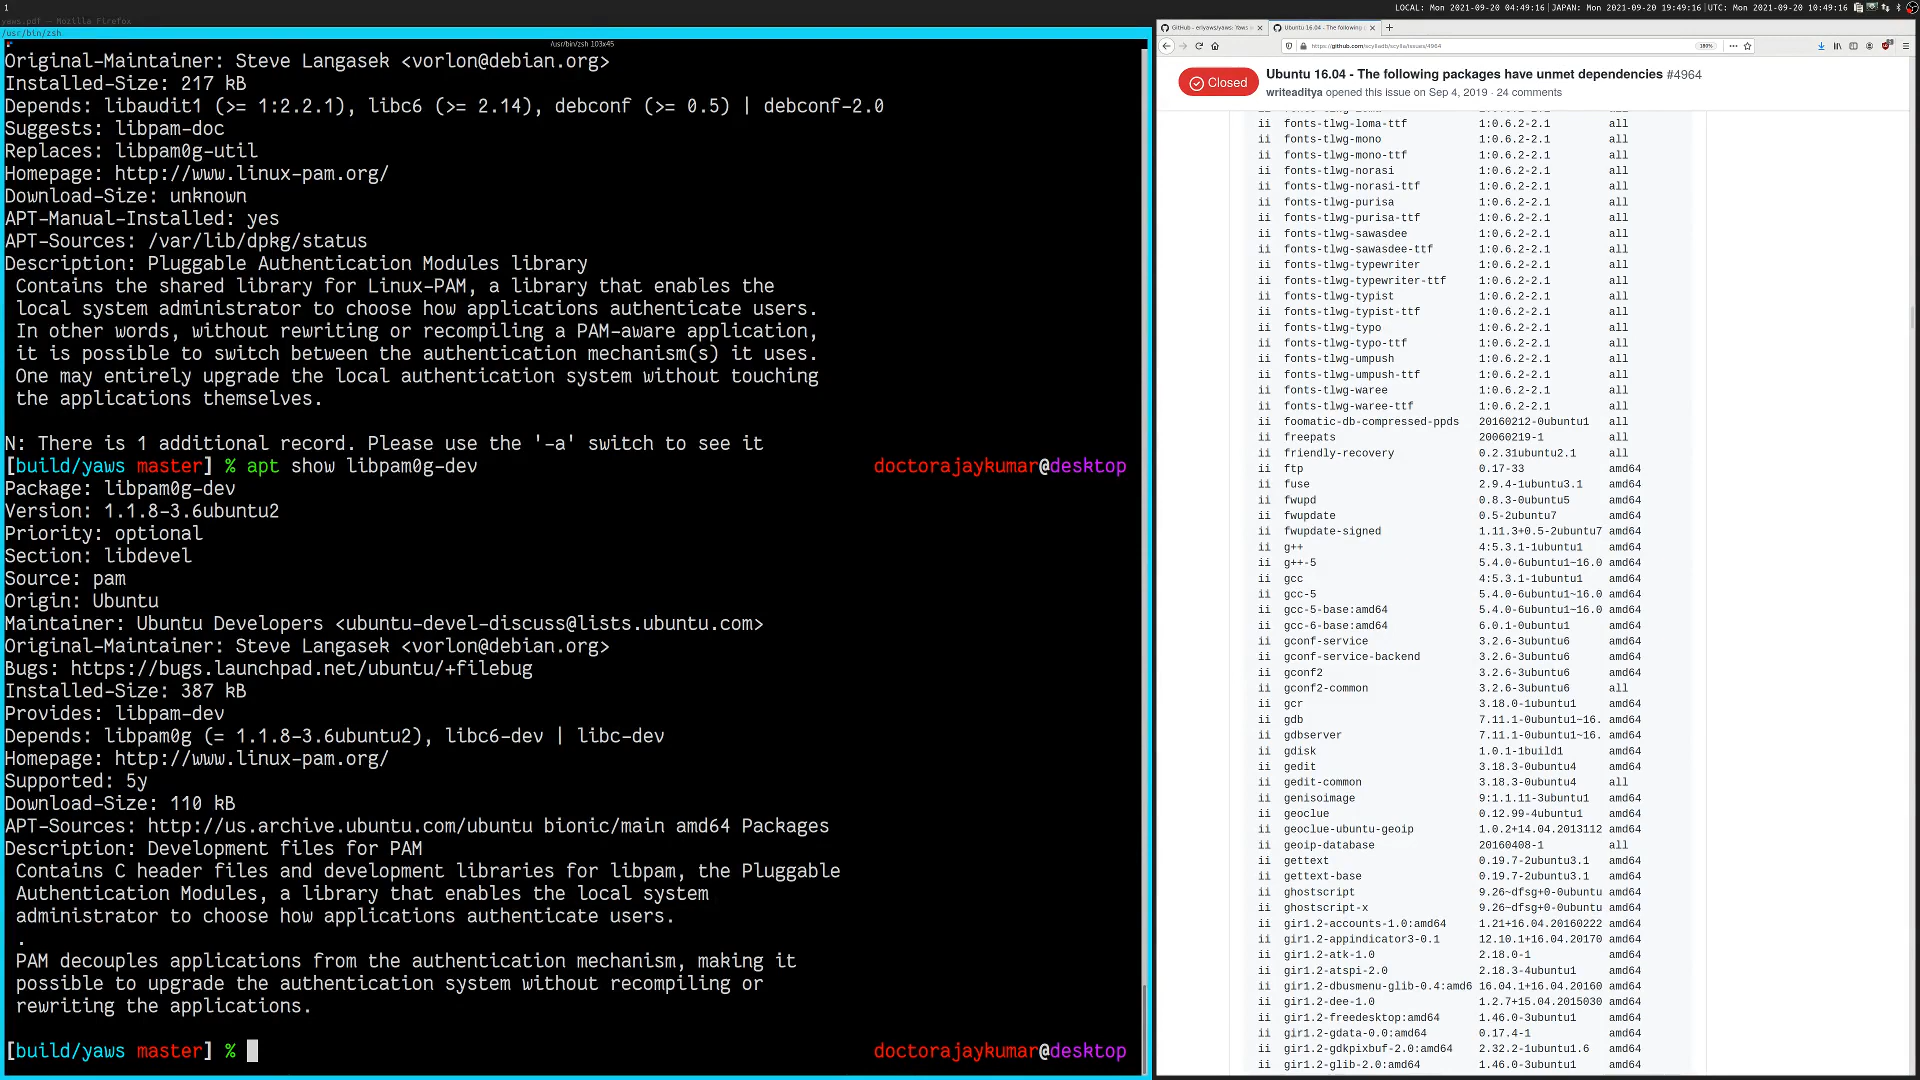 1
LOCAL: Mon 2021-09-20 04:49:16|JAPAN: Mon 2021-09-20 19:49:16|UTC: Mon 2021-09-20 10:49:16
yaws.pdf — Mozilla Firefox
/usr/bin/zsh
/usr/bin/zsh 103x45
Original-Maintainer: Steve Langasek <vorlon@debian.org>
Installed-Size: 217 kB
Depends: libaudit1 (>= 1:2.2.1), libc6 (>= 2.14), debconf (>= 0.5) | debconf-2.0
Suggests: libpam-doc
Replaces: libpam0g-util
Homepage: http://www.linux-pam.org/
Download-Size: unknown
APT-Manual-Installed: yes
APT-Sources: /var/lib/dpkg/status
Description: Pluggable Authentication Modules library
Contains the shared library for Linux-PAM, a library that enables the
local system administrator to choose how applications authenticate users.
In other words, without rewriting or recompiling a PAM-aware application,
it is possible to switch between the authentication mechanism(s) it uses.
One may entirely upgrade the local authentication system without touching
the applications themselves.
N: There is 1 additional record. Please use the '-a' switch to see it
[build/yaws master] % apt show libpam0g-dev doctorajaykumar@desktop
Package: libpam0g-dev
Version: 1.1.8-3.6ubuntu2
Priority: optional
Section: libdevel
Source: pam
Origin: Ubuntu
Maintainer: Ubuntu Developers <ubuntu-devel-discuss@lists.ubuntu.com>
Original-Maintainer: Steve Langasek <vorlon@debian.org>
Bugs: https://bugs.launchpad.net/ubuntu/+filebug
Installed-Size: 387 kB
Provides: libpam-dev
Depends: libpam0g (= 1.1.8-3.6ubuntu2), libc6-dev | libc-dev
Homepage: http://www.linux-pam.org/
Supported: 5y
Download-Size: 110 kB
APT-Sources: http://us.archive.ubuntu.com/ubuntu bionic/main amd64 Packages
Description: Development files for PAM
Contains C header files and development libraries for libpam, the Pluggable
Authentication Modules, a library that enables the local system
administrator to choose how applications authenticate users.
.
PAM decouples applications from the authentication mechanism, making it
possible to upgrade the authentication system without recompiling or
rewriting the applications.
[build/yaws master] % doctorajaykumar@desktop
GitHub - erlyaws/yaws: Yaws
Ubuntu 16.04 - The following
https://github.com/scylladb/scylla/issues/4964
180%
Closed
Ubuntu 16.04 - The following packages have unmet dependencies #4964
writeaditya opened this issue on Sep 4, 2019 · 24 comments
ii fonts-tlwg-loma-ttf 1:0.6.2-2.1 all
ii fonts-tlwg-mono 1:0.6.2-2.1 all
ii fonts-tlwg-mono-ttf 1:0.6.2-2.1 all
ii fonts-tlwg-norasi 1:0.6.2-2.1 all
ii fonts-tlwg-norasi-ttf 1:0.6.2-2.1 all
ii fonts-tlwg-purisa 1:0.6.2-2.1 all
ii fonts-tlwg-purisa-ttf 1:0.6.2-2.1 all
ii fonts-tlwg-sawasdee 1:0.6.2-2.1 all
ii fonts-tlwg-sawasdee-ttf 1:0.6.2-2.1 all
ii fonts-tlwg-typewriter 1:0.6.2-2.1 all
ii fonts-tlwg-typewriter-ttf 1:0.6.2-2.1 all
ii fonts-tlwg-typist 1:0.6.2-2.1 all
ii fonts-tlwg-typist-ttf 1:0.6.2-2.1 all
ii fonts-tlwg-typo 1:0.6.2-2.1 all
ii fonts-tlwg-typo-ttf 1:0.6.2-2.1 all
ii fonts-tlwg-umpush 1:0.6.2-2.1 all
ii fonts-tlwg-umpush-ttf 1:0.6.2-2.1 all
ii fonts-tlwg-waree 1:0.6.2-2.1 all
ii fonts-tlwg-waree-ttf 1:0.6.2-2.1 all
ii foomatic-db-compressed-ppds 20160212-0ubuntu1 all
ii freepats 20060219-1 all
ii friendly-recovery 0.2.31ubuntu2.1 all
ii ftp 0.17-33 amd64
ii fuse 2.9.4-1ubuntu3.1 amd64
ii fwupd 0.8.3-0ubuntu5 amd64
ii fwupdate 0.5-2ubuntu7 amd64
ii fwupdate-signed 1.11.3+0.5-2ubuntu7 amd64
ii g++ 4:5.3.1-1ubuntu1 amd64
ii g++-5 5.4.0-6ubuntu1~16.0 amd64
ii gcc 4:5.3.1-1ubuntu1 amd64
ii gcc-5 5.4.0-6ubuntu1~16.0 amd64
ii gcc-5-base:amd64 5.4.0-6ubuntu1~16.0 amd64
ii gcc-6-base:amd64 6.0.1-0ubuntu1 amd64
ii gconf-service 3.2.6-3ubuntu6 amd64
ii gconf-service-backend 3.2.6-3ubuntu6 amd64
ii gconf2 3.2.6-3ubuntu6 amd64
ii gconf2-common 3.2.6-3ubuntu6 all
ii gcr 3.18.0-1ubuntu1 amd64
ii gdb 7.11.1-0ubuntu1~16. amd64
ii gdbserver 7.11.1-0ubuntu1~16. amd64
ii gdisk 1.0.1-1build1 amd64
ii gedit 3.18.3-0ubuntu4 amd64
ii gedit-common 3.18.3-0ubuntu4 all
ii genisoimage 9:1.1.11-3ubuntu1 amd64
ii geoclue 0.12.99-4ubuntu1 amd64
ii geoclue-ubuntu-geoip 1.0.2+14.04.2013112 amd64
ii geoip-database 20160408-1 all
ii gettext 0.19.7-2ubuntu3.1 amd64
ii gettext-base 0.19.7-2ubuntu3.1 amd64
ii ghostscript 9.26~dfsg+0-0ubuntu amd64
ii ghostscript-x 9.26~dfsg+0-0ubuntu amd64
ii gir1.2-accounts-1.0:amd64 1.21+16.04.20160222 amd64
ii gir1.2-appindicator3-0.1 12.10.1+16.04.20170 amd64
ii gir1.2-atk-1.0 2.18.0-1 amd64
ii gir1.2-atspi-2.0 2.18.3-4ubuntu1 amd64
ii gir1.2-dbusmenu-glib-0.4:amd6 16.04.1+16.04.20160 amd64
ii gir1.2-dee-1.0 1.2.7+15.04.2015030 amd64
ii gir1.2-freedesktop:amd64 1.46.0-3ubuntu1 amd64
ii gir1.2-gdata-0.0:amd64 0.17.4-1 amd64
ii gir1.2-gdkpixbuf-2.0:amd64 2.32.2-1ubuntu1.6 amd64
ii gir1.2-glib-2.0:amd64 1.46.0-3ubuntu1 amd64